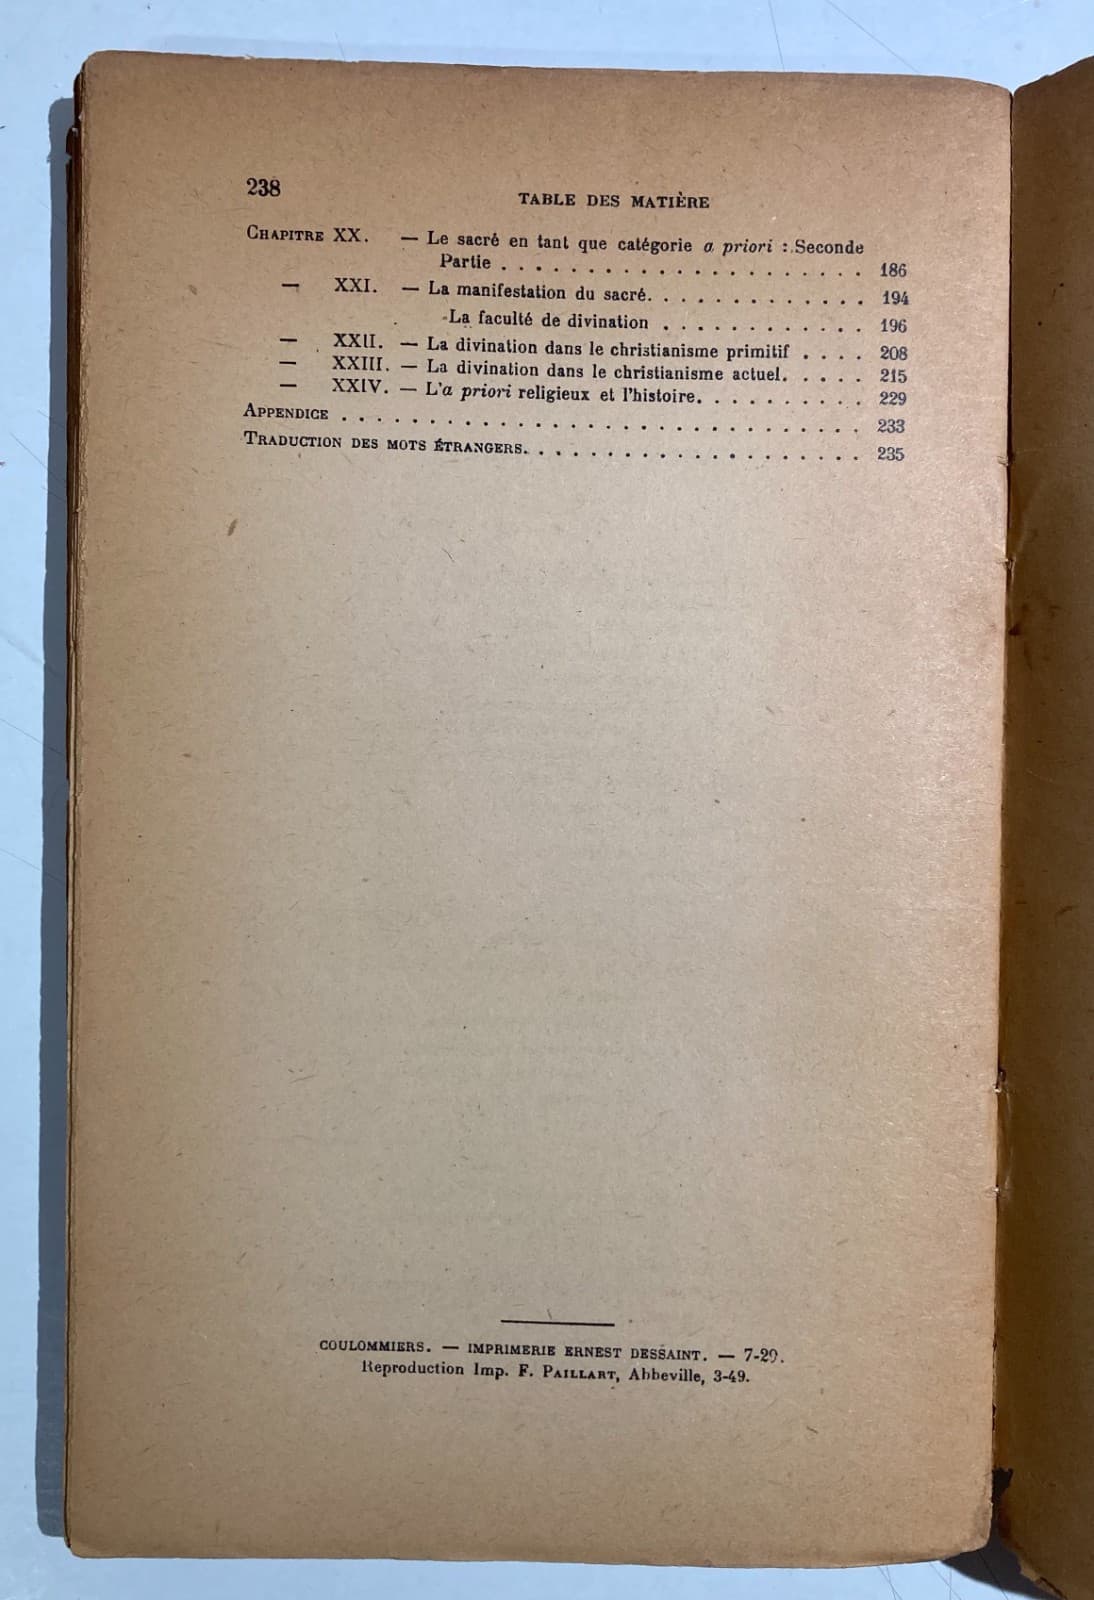 238
TABLE DES MATIÈRE
CHAPITRE XX. — Le sacré en tant que catégorie a priori : Seconde
Partie . . . . . . . . . . . . . . . . . . . . . 186
— XXI. — La manifestation du sacré. . . . . . . . . . . . . 194
La faculté de divination . . . . . . . . . . . . 196
— XXII. — La divination dans le christianisme primitif . . . . 208
— XXIII. — La divination dans le christianisme actuel. . . . . 215
— XXIV. — L'a priori religieux et l'histoire. . . . . . . . . . 229
APPENDICE . . . . . . . . . . . . . . . . . . . . . . . . . . . . . . 233
TRADUCTION DES MOTS ÉTRANGERS. . . . . . . . . . . . . . . . . . . . 235
COULOMMIERS. — IMPRIMERIE ERNEST DESSAINT. — 7-29.
Reproduction Imp. F. PAILLART, Abbeville, 3-49.